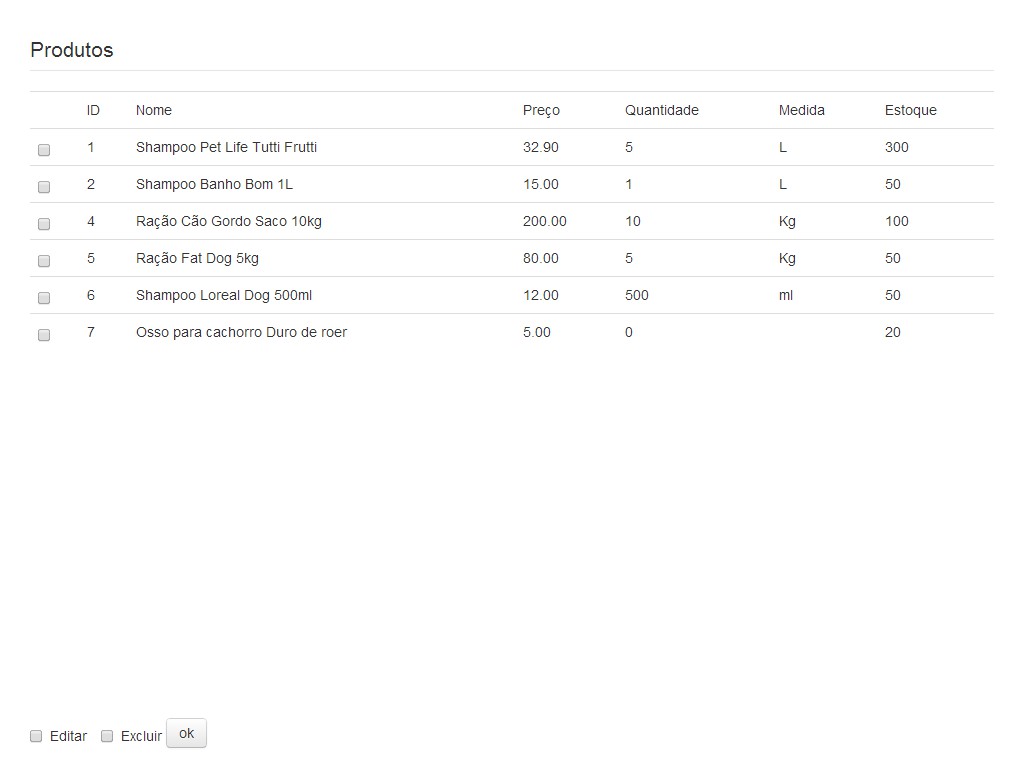 Produtos
ID Nome Preço Quantidade Medida Estoque
1 Shampoo Pet Life Tutti Frutti 32.90 5 L 300
2 Shampoo Banho Bom 1L 15.00 1 L 50
4 Ração Cão Gordo Saco 10kg 200.00 10 Kg 100
5 Ração Fat Dog 5kg 80.00 5 Kg 50
6 Shampoo Loreal Dog 500ml 12.00 500 ml 50
7 Osso para cachorro Duro de roer 5.00 0 20
Editar Excluir ok